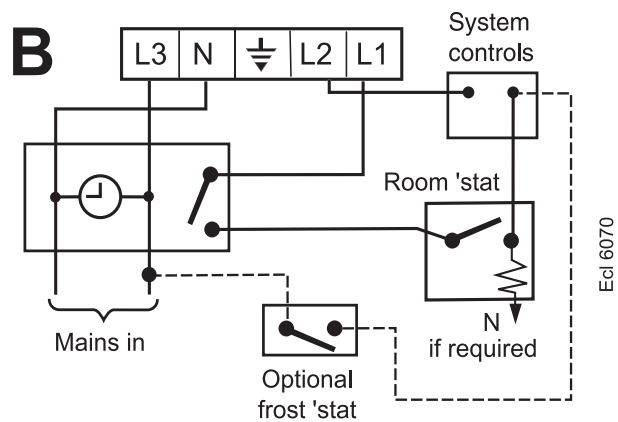 B
L3 N L2 L1
System
controls
Room 'stat
Ecl 6070
Mains in
N
if required
Optional
frost 'stat